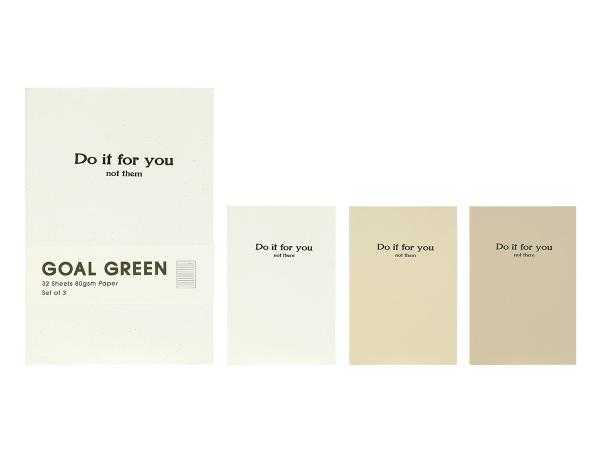 Do it for you
not them
GOAL GREEN
32 Sheets 80gsm Paper
Set of 3
Do it for you
not them
Do it for you
not them
Do it for you
not them